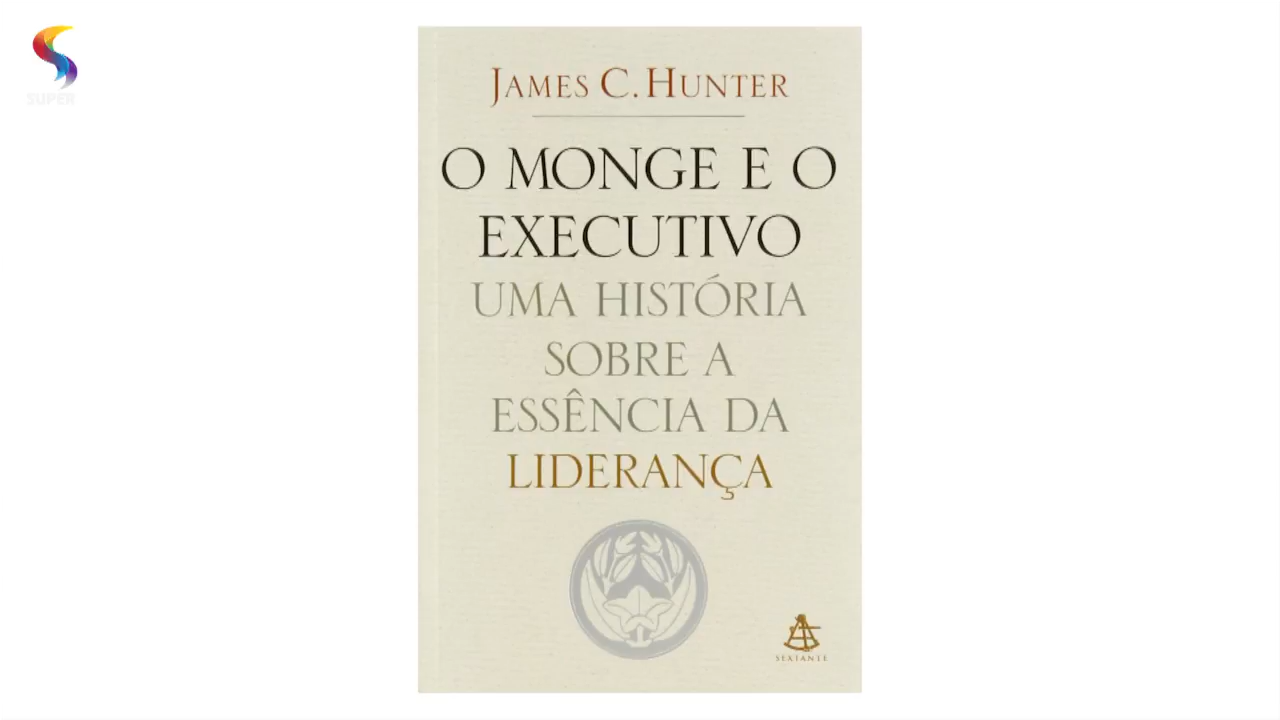 SUPER
JAMES C. HUNTER
O MONGE E O
EXECUTIVO
UMA HISTÓRIA
SOBRE A
ESSÊNCIA DA
LIDERANÇA
SEXTANTE